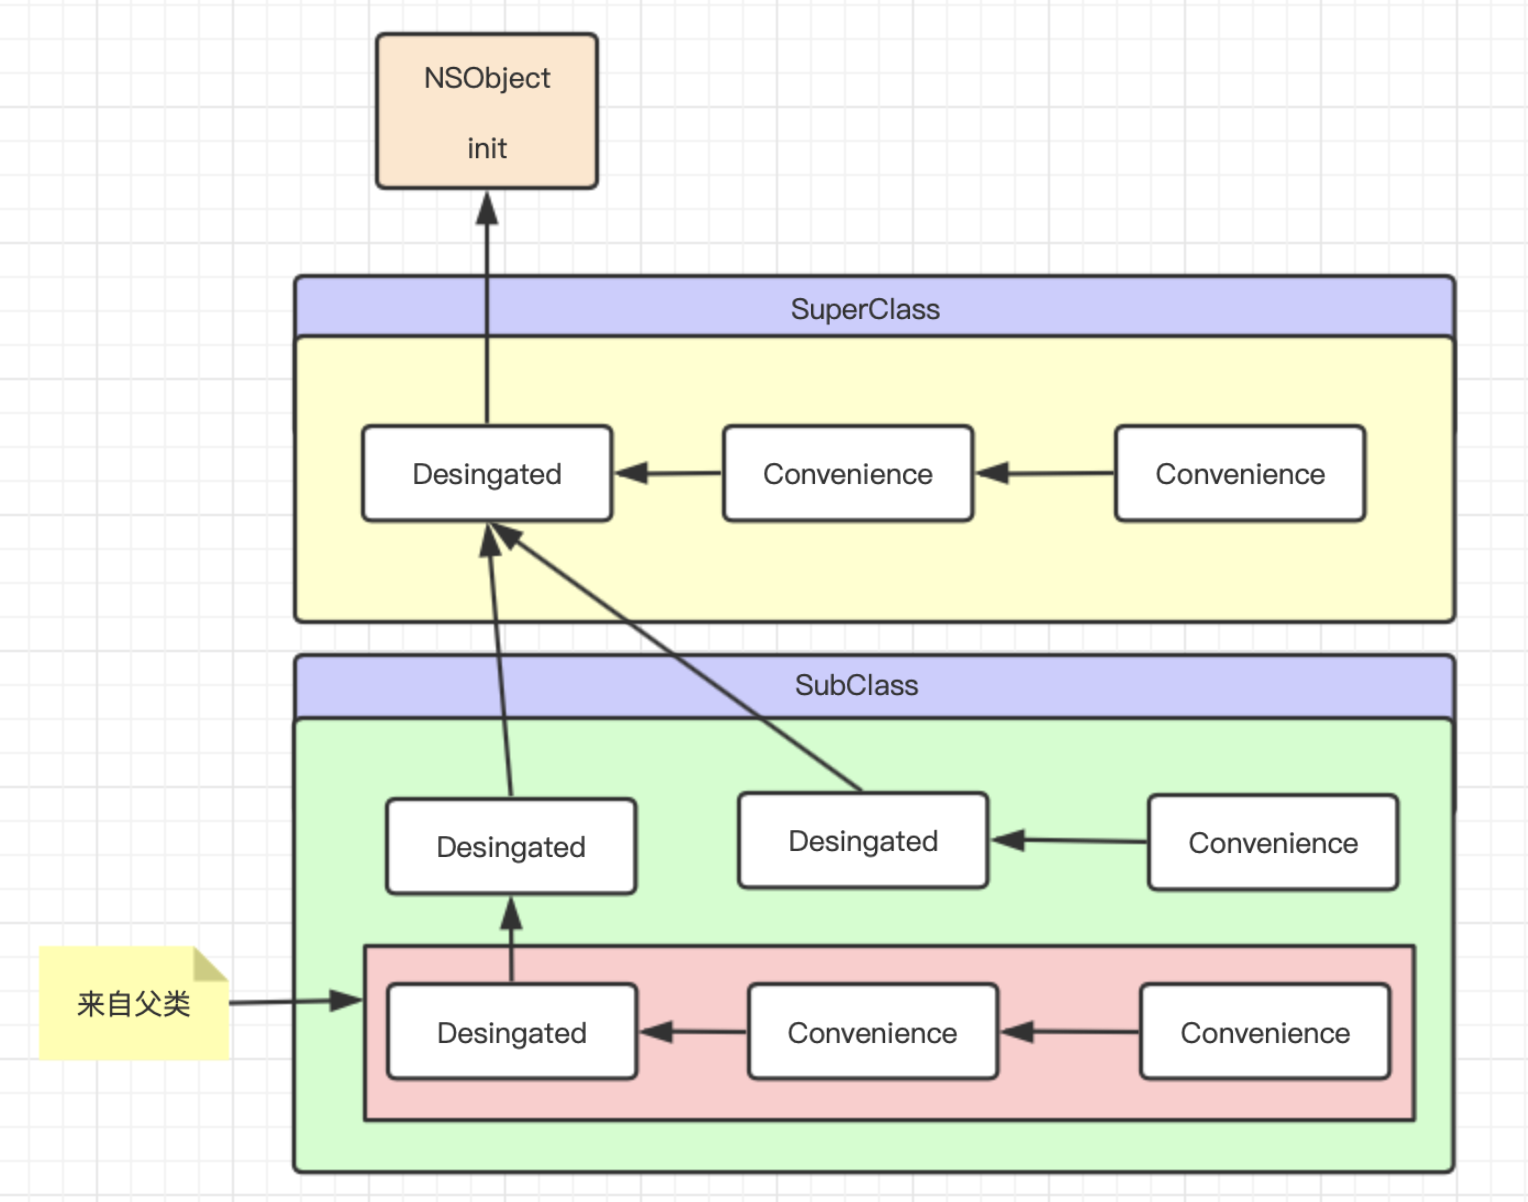 NSObject
init
SuperClass
Desingated
Convenience
Convenience
SubClass
Desingated
Desingated
Convenience
来自父类
Desingated
Convenience
Convenience